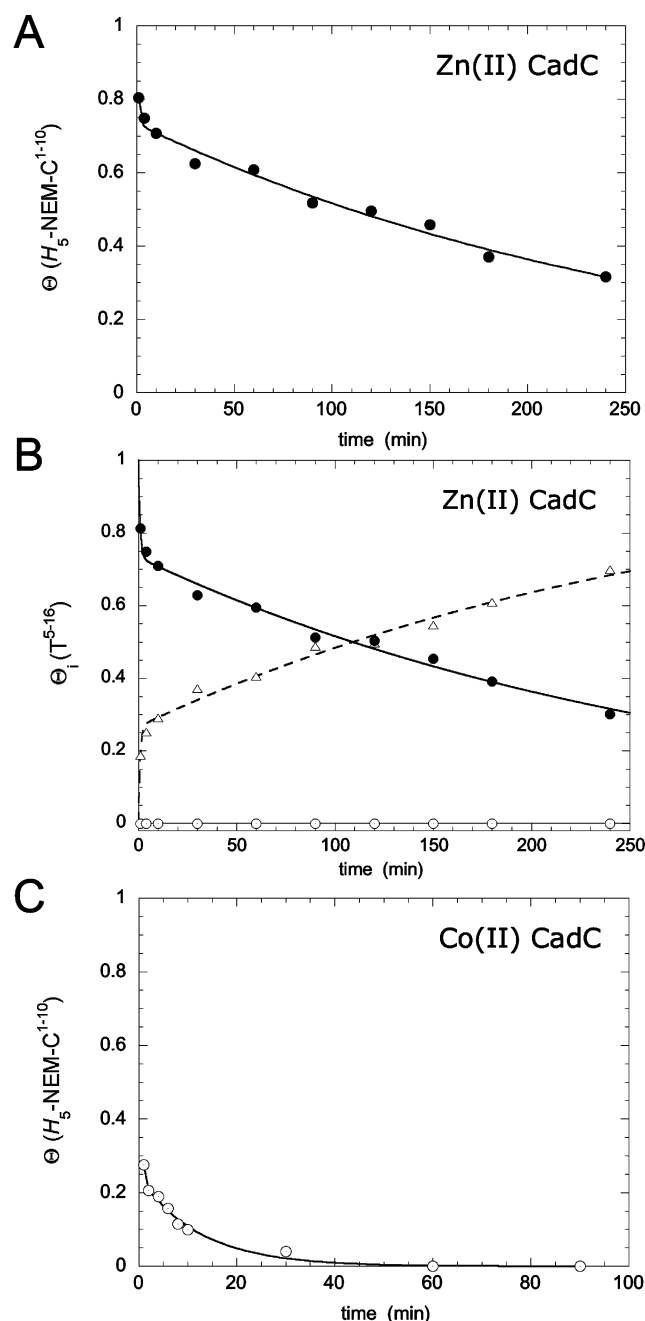 A
Zn(II) CadC
Θ (H5-NEM-C1-10)
1
0.8
0.6
0.4
0.2
0
0 50 100 150 200 250
time (min)
B
Zn(II) CadC
Θi(T5-16)
1
0.8
0.6
0.4
0.2
0
0 50 100 150 200 250
time (min)
C
Co(II) CadC
Θ (H5-NEM-C1-10)
1
0.8
0.6
0.4
0.2
0
0 20 40 60 80 100
time (min)